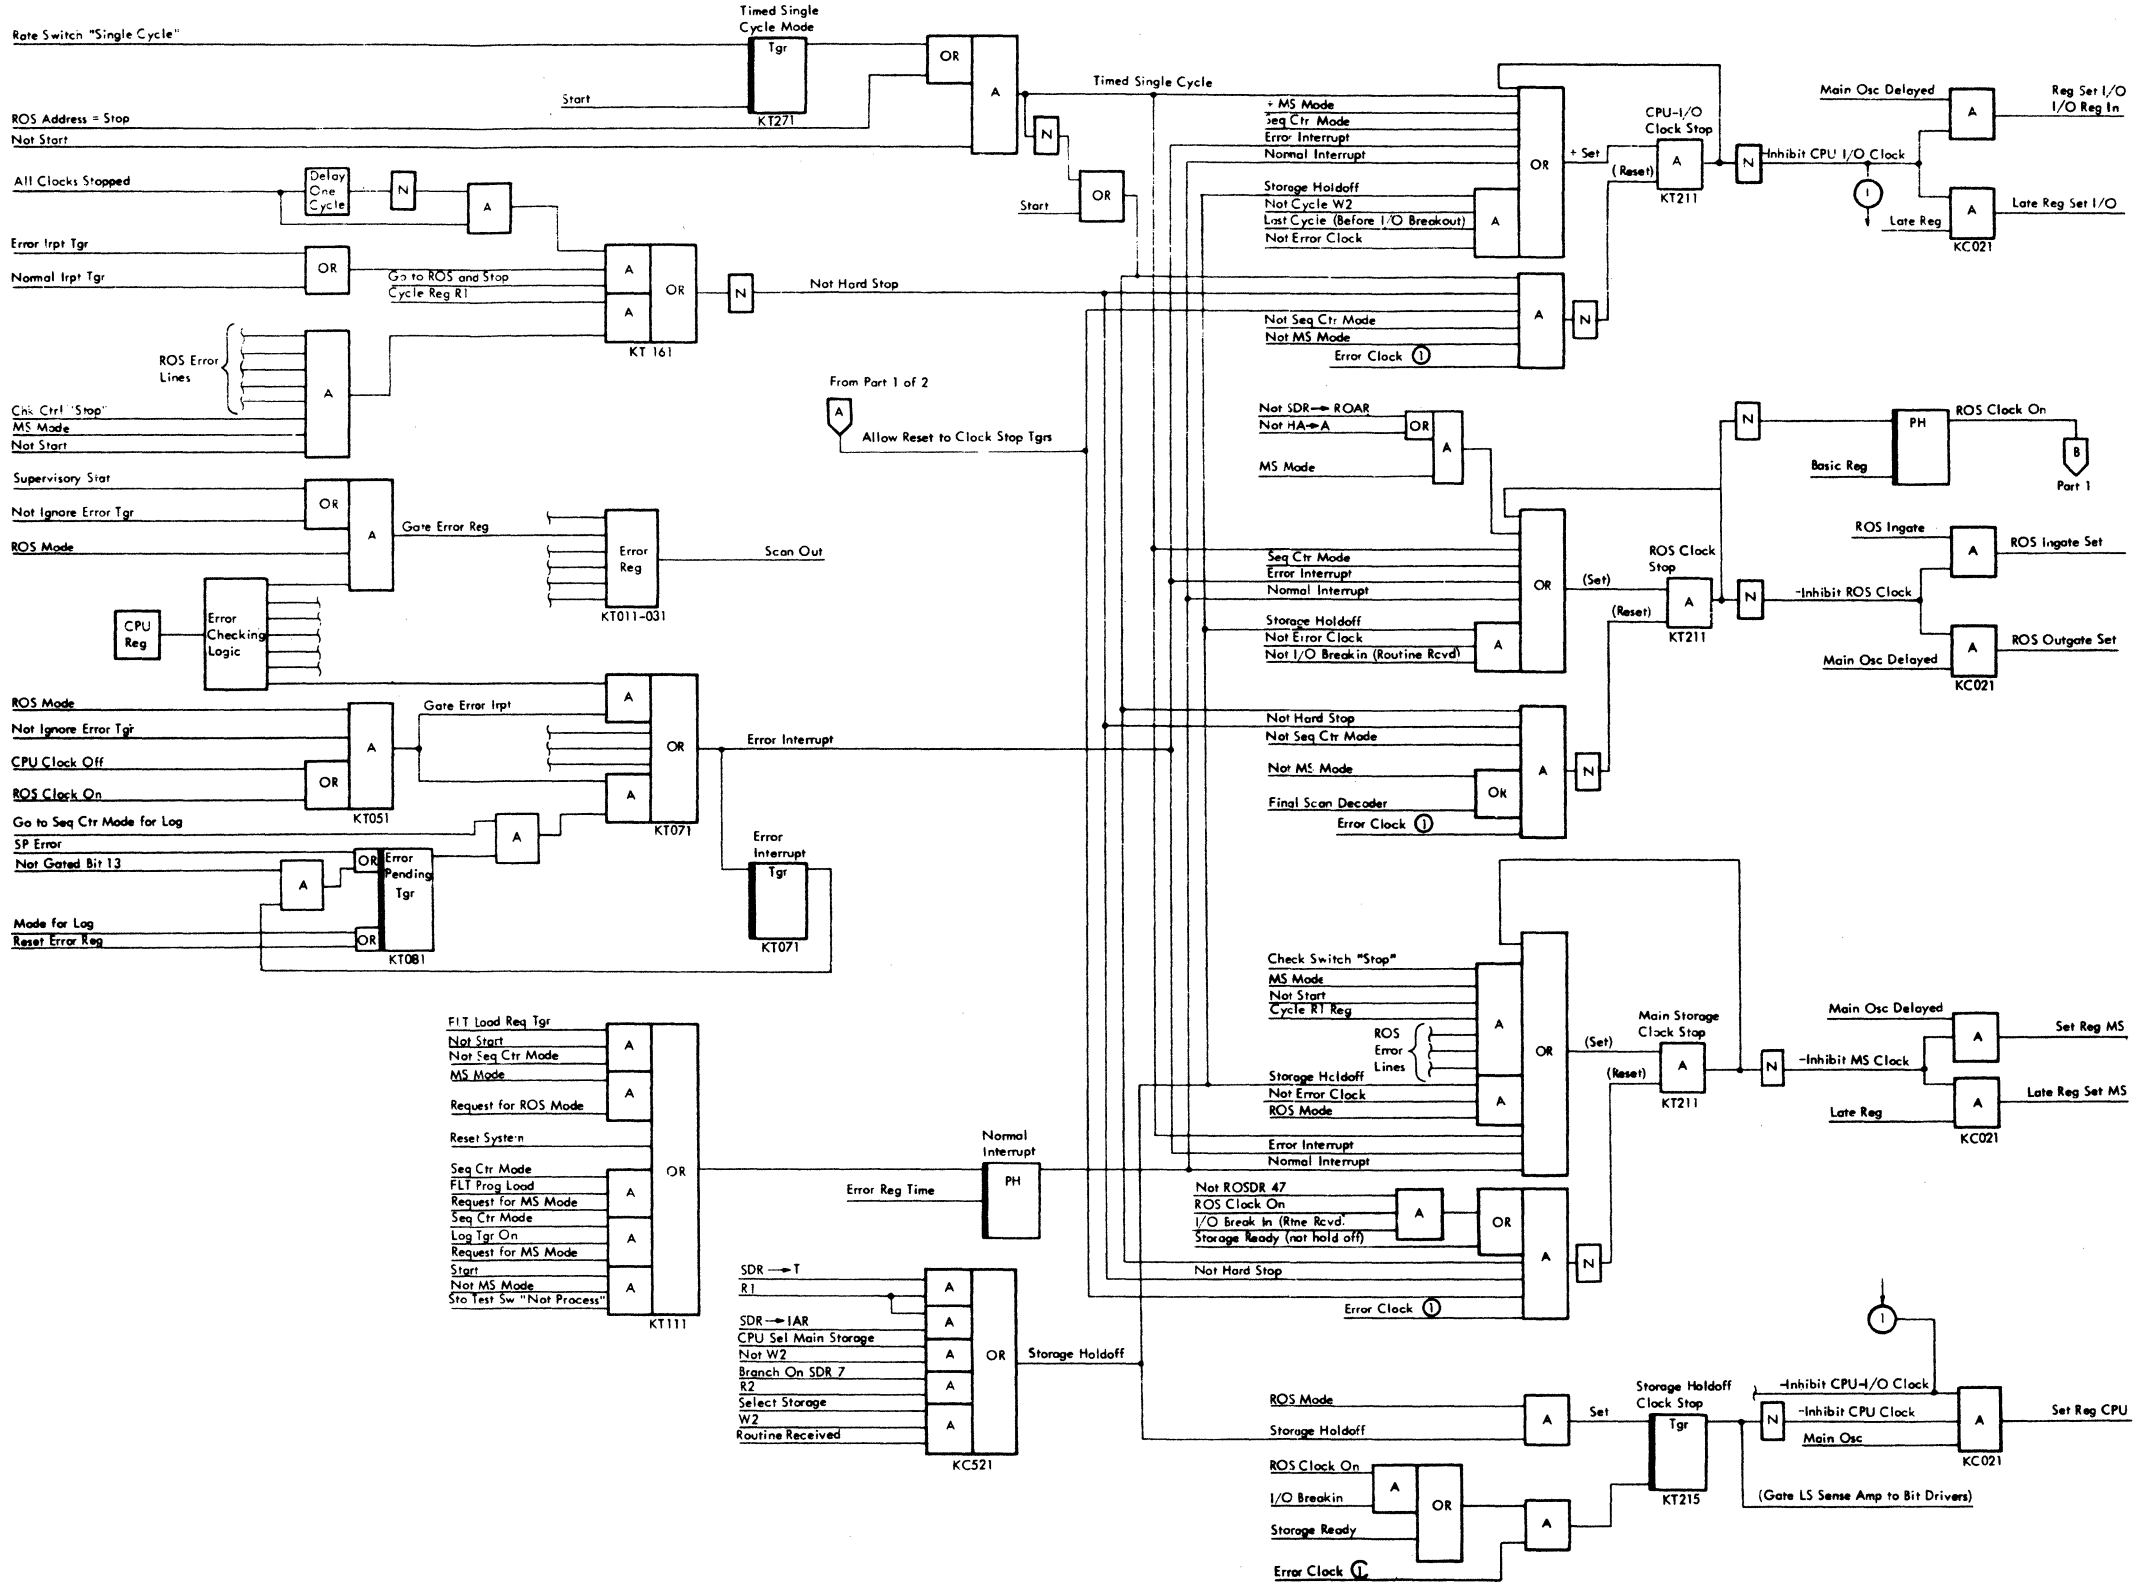 Timed Single
Cycle Mode
Rate Switch "Single Cycle"
Tgr
OR
A
Start
KT271
ROS Address = Stop
Not Start
N
OR
Start
Timed Single Cycle
All Clocks Stopped
Delay
One
Cycle
N
A
Error Irpt Tgr
Normal Irpt Tgr
OR
Go to ROS and Stop
Cycle Reg R1
A
A
OR
KT 161
N
Not Hard Stop
ROS Error
Lines
A
Chk Ctrl "Stop"
MS Mode
Not Start
From Part 1 of 2
A
Allow Reset to Clock Stop Tgrs
Supervisory Stat
Not Ignore Error Tgr
ROS Mode
OR
A
Gate Error Reg
Error
Reg
KT011-031
Scan Out
CPU
Reg
Error
Checking
Logic
ROS Mode
Not Ignore Error Tgr
CPU Clock Off
ROS Clock On
OR
A
KT051
Gate Error Irpt
A
A
OR
KT071
Error Interrupt
Go to Seq Ctr Mode for Log
SP Error
Not Gated Bit 13
A
A
OR
Error
Pending
Tgr
OR
KT081
Mode for Log
Reset Error Reg
Error
Interrupt
Tgr
KT071
FLT Load Req Tgr
Not Start
Not Seq Ctr Mode
A
MS Mode
Request for ROS Mode
A
Reset System
OR
Seq Ctr Mode
FLT Prog Load
Request for MS Mode
A
Seq Ctr Mode
Log Tgr On
Request for MS Mode
A
Start
Not MS Mode
Sto Test Sw "Not Process"
A
KT111
Normal
Interrupt
Error Reg Time
PH
SDR → T
R1
A
SDR → IAR
A
CPU Sel Main Storage
Not W2
A
Branch On SDR 7
R2
A
Select Storage
W2
Routine Received
A
OR
KC521
Storage Holdoff
+ MS Mode
Seq Ctr Mode
Error Interrupt
Normal Interrupt
Storage Holdoff
Not Cycle W2
Last Cycle (Before I/O Breakout)
Not Error Clock
A
OR
+ Set
(Reset)
CPU-I/O
Clock Stop
A
KT211
N
-Inhibit CPU I/O Clock
1
Main Osc Delayed
A
Reg Set I/O
I/O Reg In
Late Reg
A
KC021
Late Reg Set I/O
Not Seq Ctr Mode
Not MS Mode
Error Clock 1
A
N
Not SDR → ROAR
Not HA → A
OR
A
MS Mode
N
PH
Basic Reg
ROS Clock On
B
Part 1
Seq Ctr Mode
Error Interrupt
Normal Interrupt
Storage Holdoff
Not Error Clock
Not I/O Breakin (Routine Rcvd)
A
OR
(Set)
(Reset)
ROS Clock
Stop
A
KT211
N
-Inhibit ROS Clock
ROS Ingate
A
ROS Ingate Set
Main Osc Delayed
A
KC021
ROS Outgate Set
Not Hard Stop
Not Seq Ctr Mode
Not MS Mode
Final Scan Decoder
OR
Error Clock 1
A
N
Check Switch "Stop"
MS Mode
Not Start
Cycle R1 Reg
ROS
Error
Lines
A
Storage Holdoff
Not Error Clock
ROS Mode
A
Error Interrupt
Normal Interrupt
OR
(Set)
(Reset)
Main Storage
Clock Stop
A
KT211
N
-Inhibit MS Clock
Main Osc Delayed
A
Set Reg MS
Late Reg
A
KC021
Late Reg Set MS
Not ROSDR 47
ROS Clock On
I/O Break In (Rtne Rcvd)
Storage Ready (not hold off)
A
OR
Not Hard Stop
Error Clock 1
A
N
1
ROS Mode
Storage Holdoff
A
Set
Storage Holdoff
Clock Stop
Tgr
KT215
N
-Inhibit CPU-I/O Clock
-Inhibit CPU Clock
Main Osc
A
KC021
Set Reg CPU
(Gate LS Sense Amp to Bit Drivers)
ROS Clock On
I/O Breakin
A
OR
Storage Ready
A
Error Clock 1